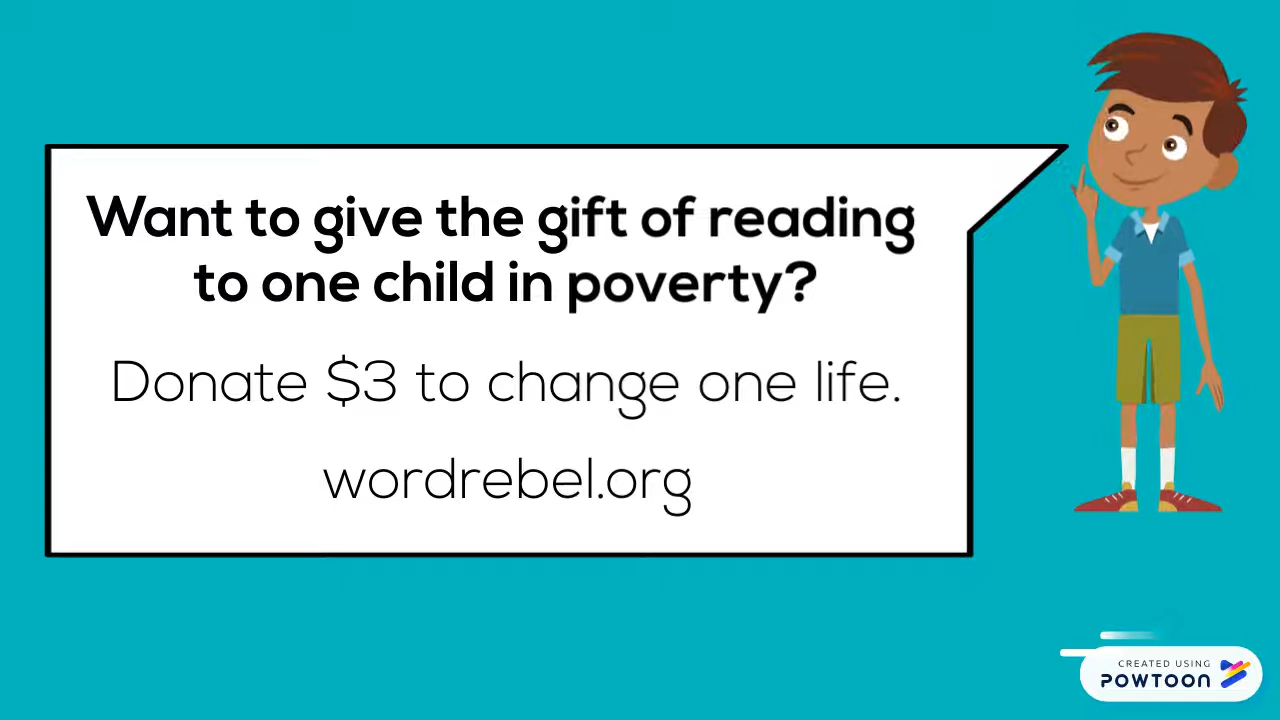 Want to give the gift of reading
to one child in poverty?
Donate $3 to change one life.
wordrebel.org
CREATED USING
POWTOON